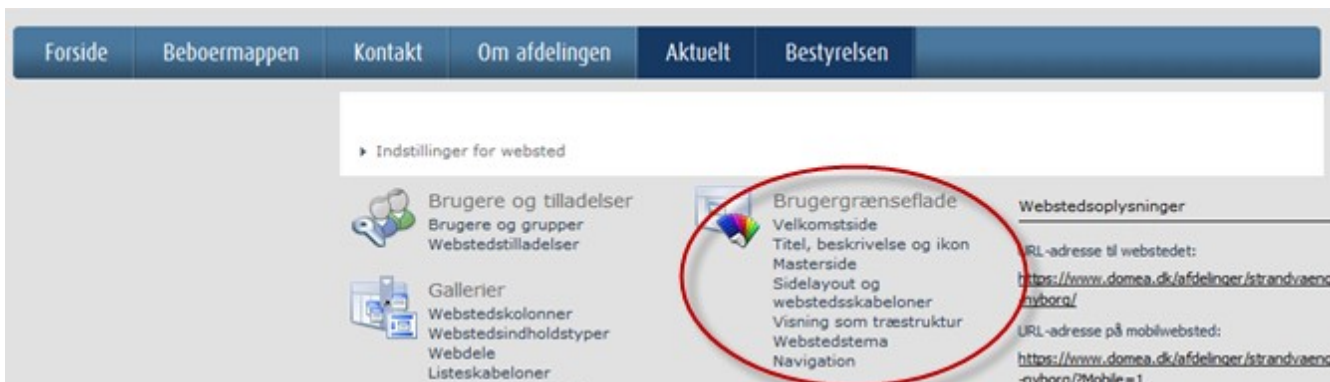 Forside Beboermappen Kontakt Om afdelingen Aktuelt Bestyrelsen
Indstillinger for websted
Brugere og tilladelser
Brugere og grupper
Webstedstilladelser
Gallerier
Webstedskolonner
Webstedsindholdstyper
Webdele
Listeskabeloner
Brugergrænseflade
Velkomstside
Titel, beskrivelse og ikon
Masterside
Sidelayout og
webstedsskabeloner
Visning som træstruktur
Webstedstema
Navigation
Webstedsoplysninger
URL-adresse til webstedet:
https://www.domea.dk/afdelinger/strandvaeng
-nyborg/
URL-adresse på mobilwebsted:
https://www.domea.dk/afdelinger/strandvaeng
-nyborg/?Mobile=1